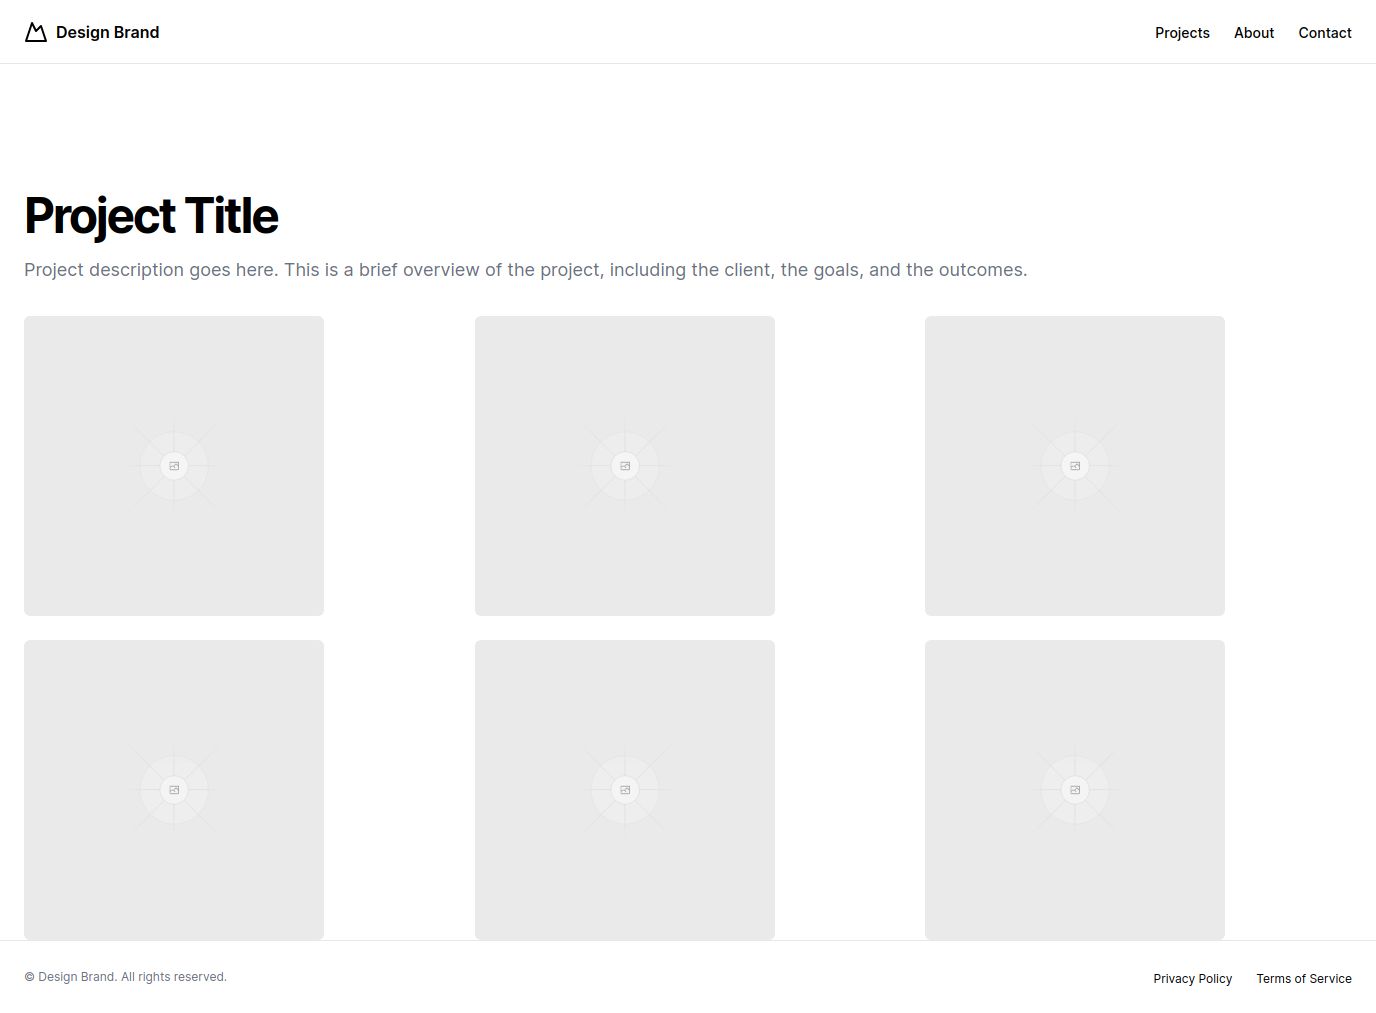 Design Brand
Projects About Contact
Project Title
Project description goes here. This is a brief overview of the project, including the client, the goals, and the outcomes.
© Design Brand. All rights reserved.
Privacy Policy Terms of Service